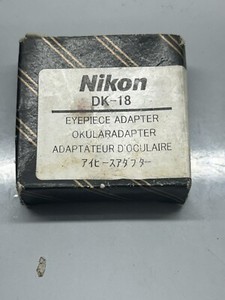 Nikon
DK-18
EYEPIECE ADAPTER
OKULARADAPTER
ADAPTATEUR D'OCULAIRE
アイピースアダプター